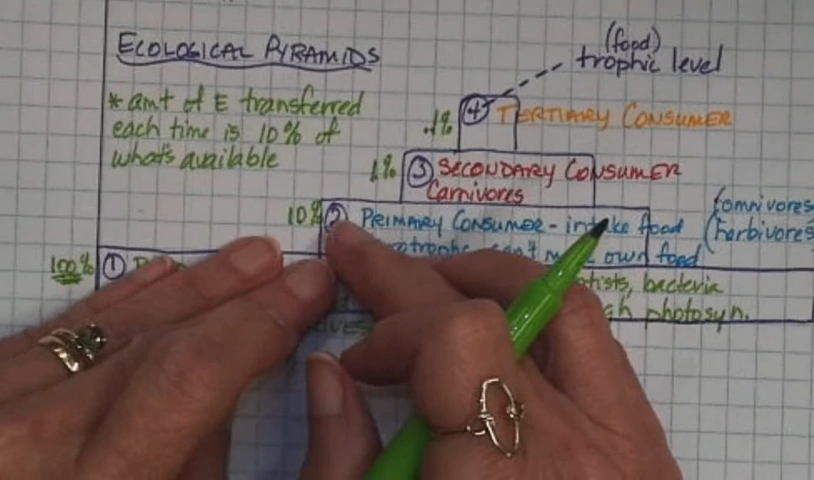 ECOLOGICAL PYRAMIDS
(food)
trophic level
* amt of E transferred
each time is 10% of
what's available
.1% 4 TERTIARY CONSUMER
1% 3 SECONDARY CONSUMER
Carnivores
10% 2 PRIMARY CONSUMER - intake food
(omnivores
(herbivores
can't own food
100% 1
bacteria
photosyn.